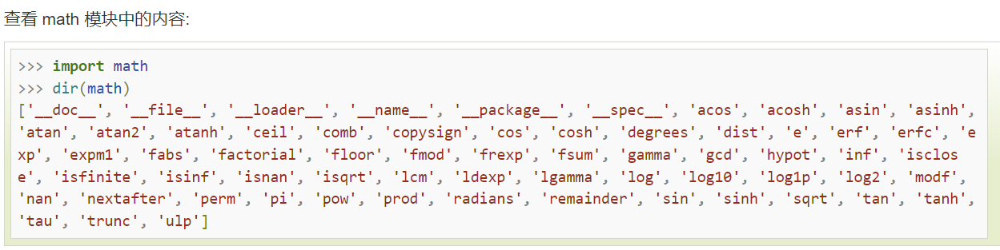 查看 math 模块中的内容:
>>> import math
>>> dir(math)
['__doc__', '__file__', '__loader__', '__name__', '__package__', '__spec__', 'acos', 'acosh', 'asin', 'asinh',
'atan', 'atan2', 'atanh', 'ceil', 'comb', 'copysign', 'cos', 'cosh', 'degrees', 'dist', 'e', 'erf', 'erfc', 'e
xp', 'expm1', 'fabs', 'factorial', 'floor', 'fmod', 'frexp', 'fsum', 'gamma', 'gcd', 'hypot', 'inf', 'isclos
e', 'isfinite', 'isinf', 'isnan', 'isqrt', 'lcm', 'ldexp', 'lgamma', 'log', 'log10', 'log1p', 'log2', 'modf',
'nan', 'nextafter', 'perm', 'pi', 'pow', 'prod', 'radians', 'remainder', 'sin', 'sinh', 'sqrt', 'tan', 'tanh',
'tau', 'trunc', 'ulp']